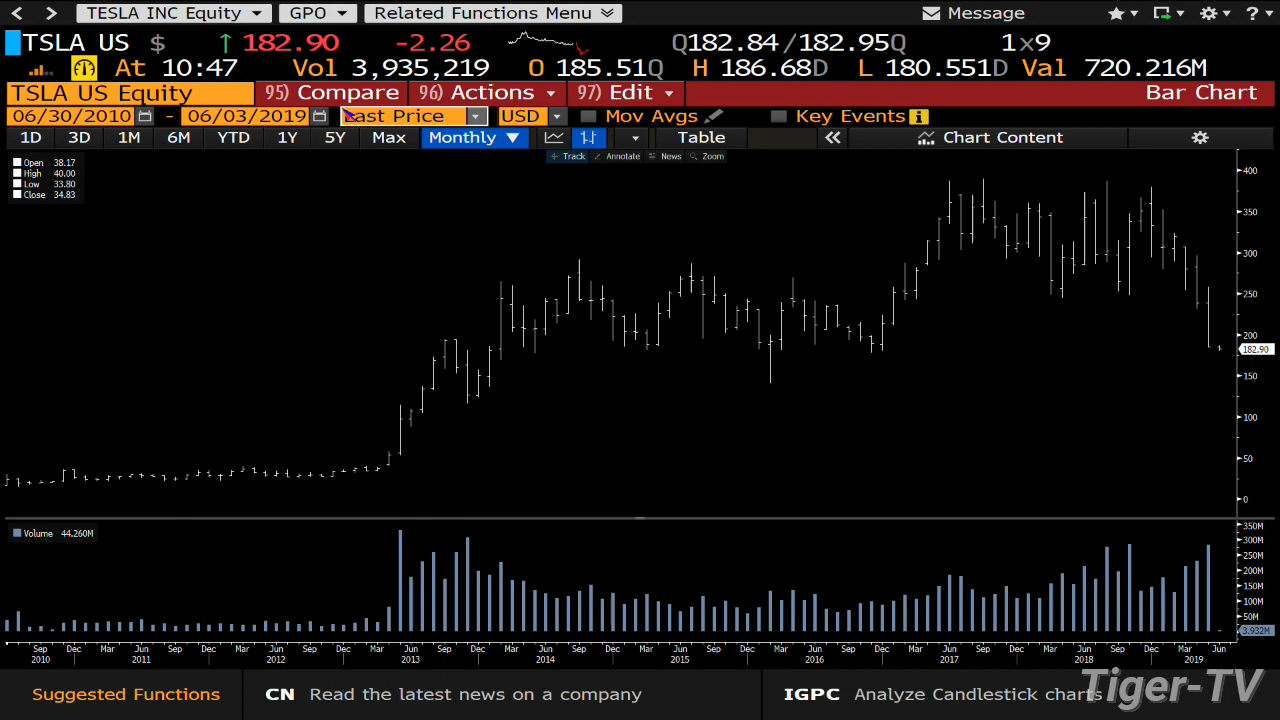 TESLA INC Equity GPO Related Functions Menu Message ?
TSLA US $ ↑ 182.90 -2.26 Q182.84/182.95Q 1x9
At 10:47 Vol 3,935,219 O 185.51Q H 186.68D L 180.551D Val 720.216M
TSLA US Equity 95) Compare 96) Actions 97) Edit Bar Chart
06/30/2010 - 06/03/2019 Last Price USD Mov Avgs Key Events i
1D 3D 1M 6M YTD 1Y 5Y Max Monthly ▼ Table « Chart Content
Track Annotate News Zoom
Open 38.17
High 40.00
Low 33.80
Close 34.83
400
350
300
250
200
182.90
150
100
50
0
Volume 44.260M
350M
300M
250M
200M
150M
100M
50M
3.932M
Sep Dec Mar Jun Sep Dec Mar Jun Sep Dec Mar Jun Sep Dec Mar Jun Sep Dec Mar Jun Sep Dec Mar Jun Sep Dec Mar Jun Sep Dec Mar Jun Sep Dec Mar Jun
2010 2011 2012 2013 2014 2015 2016 2017 2018 2019
Suggested Functions CN Read the latest news on a company IGPC Analyze Candlestick charts
Tiger-TV